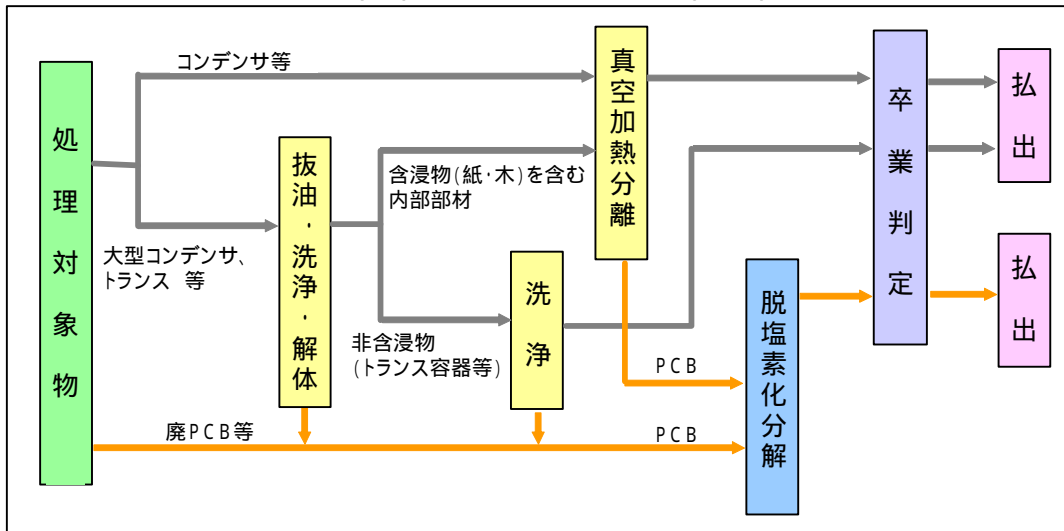 処理対象物
コンデンサ等
大型コンデンサ、
トランス 等
抜油・洗浄・解体
含浸物(紙・木)を含む
内部部材
非含浸物
(トランス容器等)
洗浄
真空加熱分離
廃PCB等
PCB
PCB
脱塩素化分解
卒業判定
払出
払出